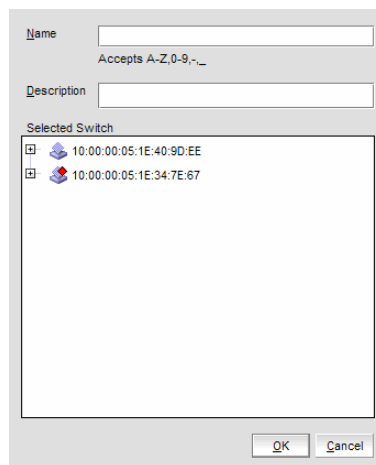 Name
Accepts A-Z,0-9,-,_
Description
Selected Switch
10:00:00:05:1E:40:9D:EE
10:00:00:05:1E:34:7E:67
OK Cancel